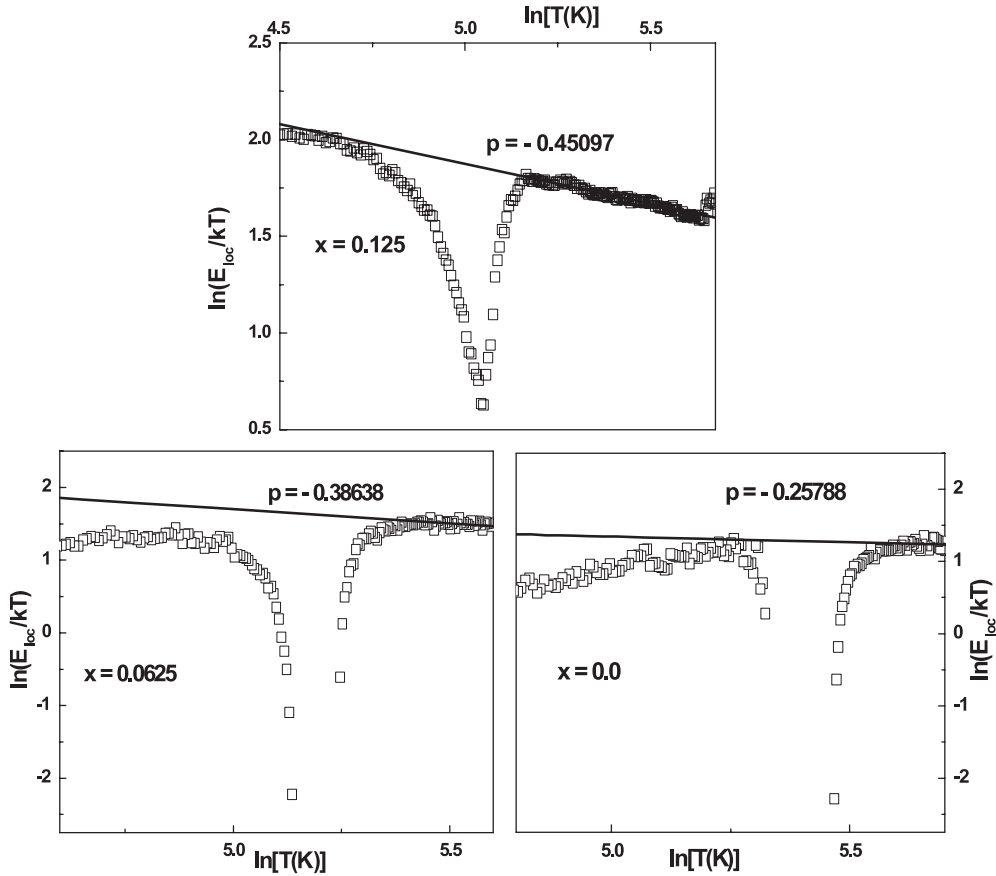 ln[T(K)]
4.5 5.0 5.5
2.5
2.0
1.5
1.0
0.5
ln(E_loc/kT)
p = - 0.45097
x = 0.125
2
1
0
-1
-2
ln(E_loc/kT)
p = - 0.38638
x = 0.0625
5.0 5.5
ln[T(K)]
p = - 0.25788
x = 0.0
2
1
0
-1
-2
ln(E_loc/kT)
5.0 5.5
ln[T(K)]